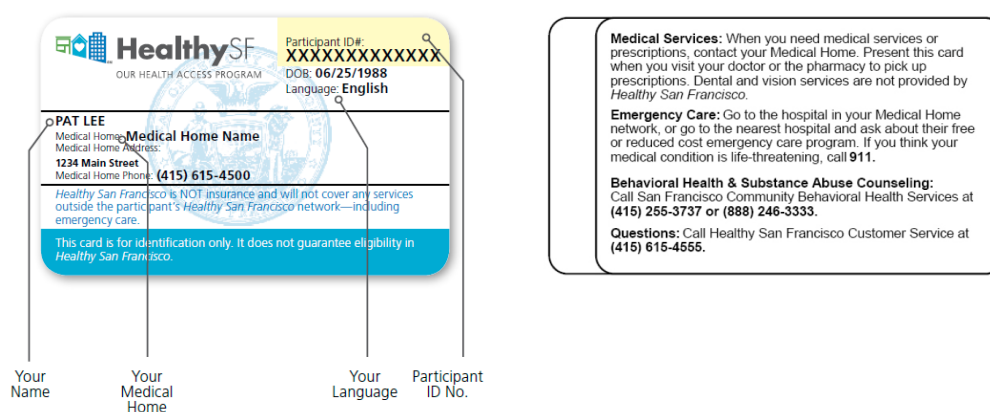 HealthySF
OUR HEALTH ACCESS PROGRAM
Participant ID#:
XXXXXXXXXXXXX
DOB: 06/25/1988
Language: English
PAT LEE
Medical Home: Medical Home Name
Medical Home Address:
1234 Main Street
Medical Home Phone: (415) 615-4500
Healthy San Francisco is NOT insurance and will not cover any services
outside the participant's Healthy San Francisco network—including
emergency care.
This card is for identification only. It does not guarantee eligibility in
Healthy San Francisco.
Your
Name
Your
Medical
Home
Your
Language
Participant
ID No.
Medical Services: When you need medical services or
prescriptions, contact your Medical Home. Present this card
when you visit your doctor or the pharmacy to pick up
prescriptions. Dental and vision services are not provided by
Healthy San Francisco.
Emergency Care: Go to the hospital in your Medical Home
network, or go to the nearest hospital and ask about their free
or reduced cost emergency care program. If you think your
medical condition is life-threatening, call 911.
Behavioral Health & Substance Abuse Counseling:
Call San Francisco Community Behavioral Health Services at
(415) 255-3737 or (888) 246-3333.
Questions: Call Healthy San Francisco Customer Service at
(415) 615-4555.